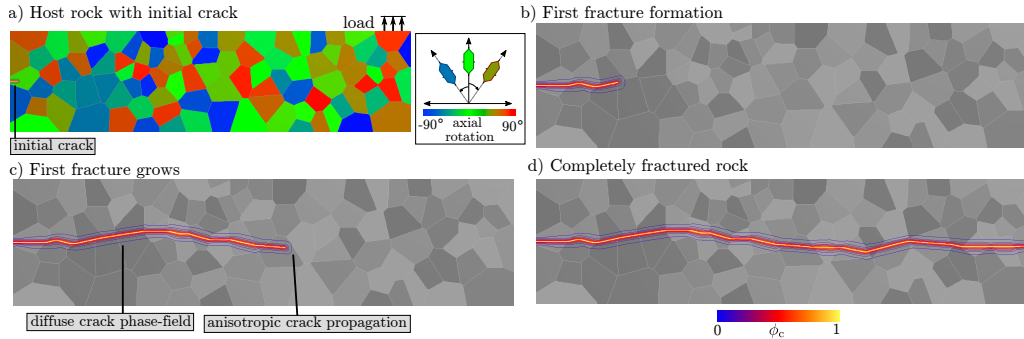 a) Host rock with initial crack
load
initial crack
-90° axial rotation 90°
b) First fracture formation
c) First fracture grows
diffuse crack phase-field
anisotropic crack propagation
d) Completely fractured rock
0 ϕc 1